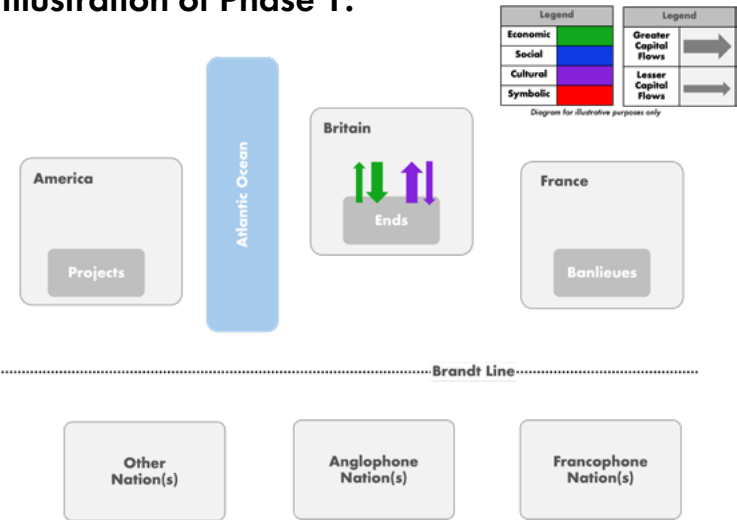 Illustration of Phase 1:
Legend
Economic
Social
Cultural
Symbolic
Legend
Greater
Capital
Flows
Lesser
Capital
Flows
Diagram for illustrative purposes only
America
Projects
Atlantic Ocean
Britain
Ends
France
Banlieues
Brandt Line
Other
Nation(s)
Anglophone
Nation(s)
Francophone
Nation(s)